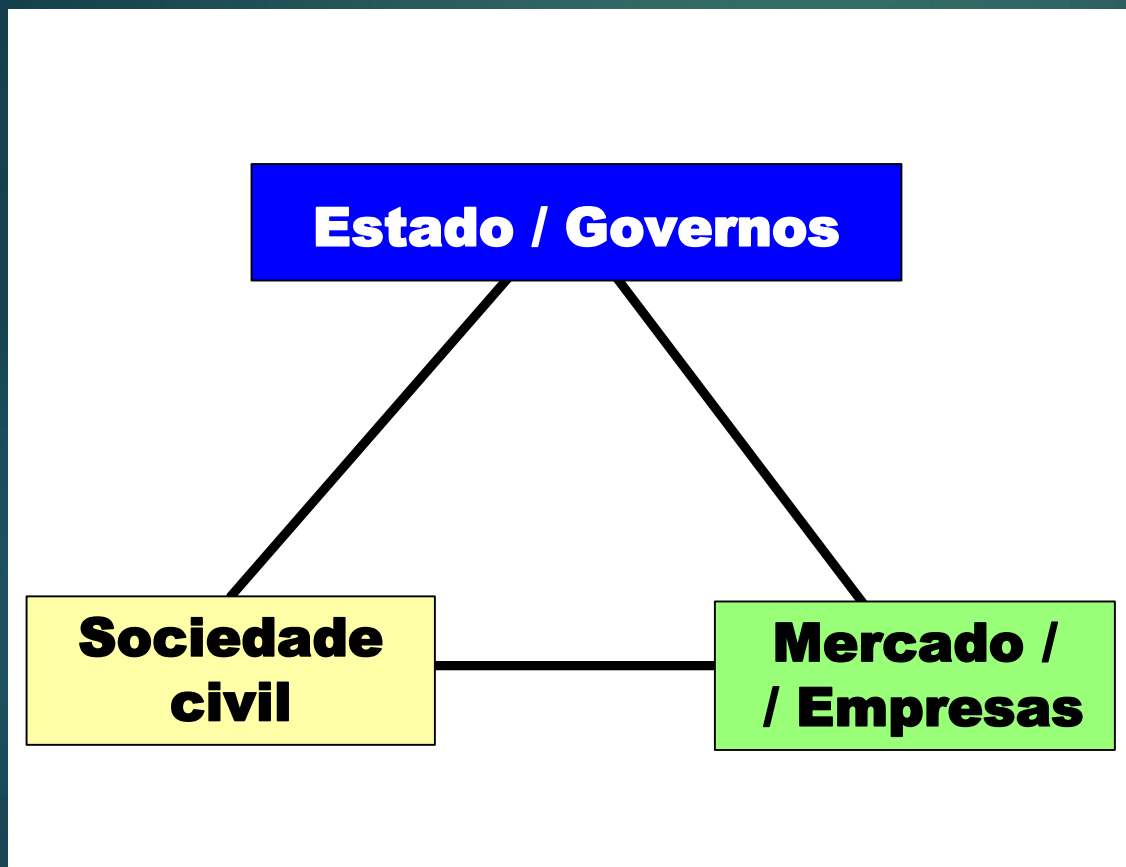 Estado / Governos
Sociedade
civil
Mercado /
/ Empresas